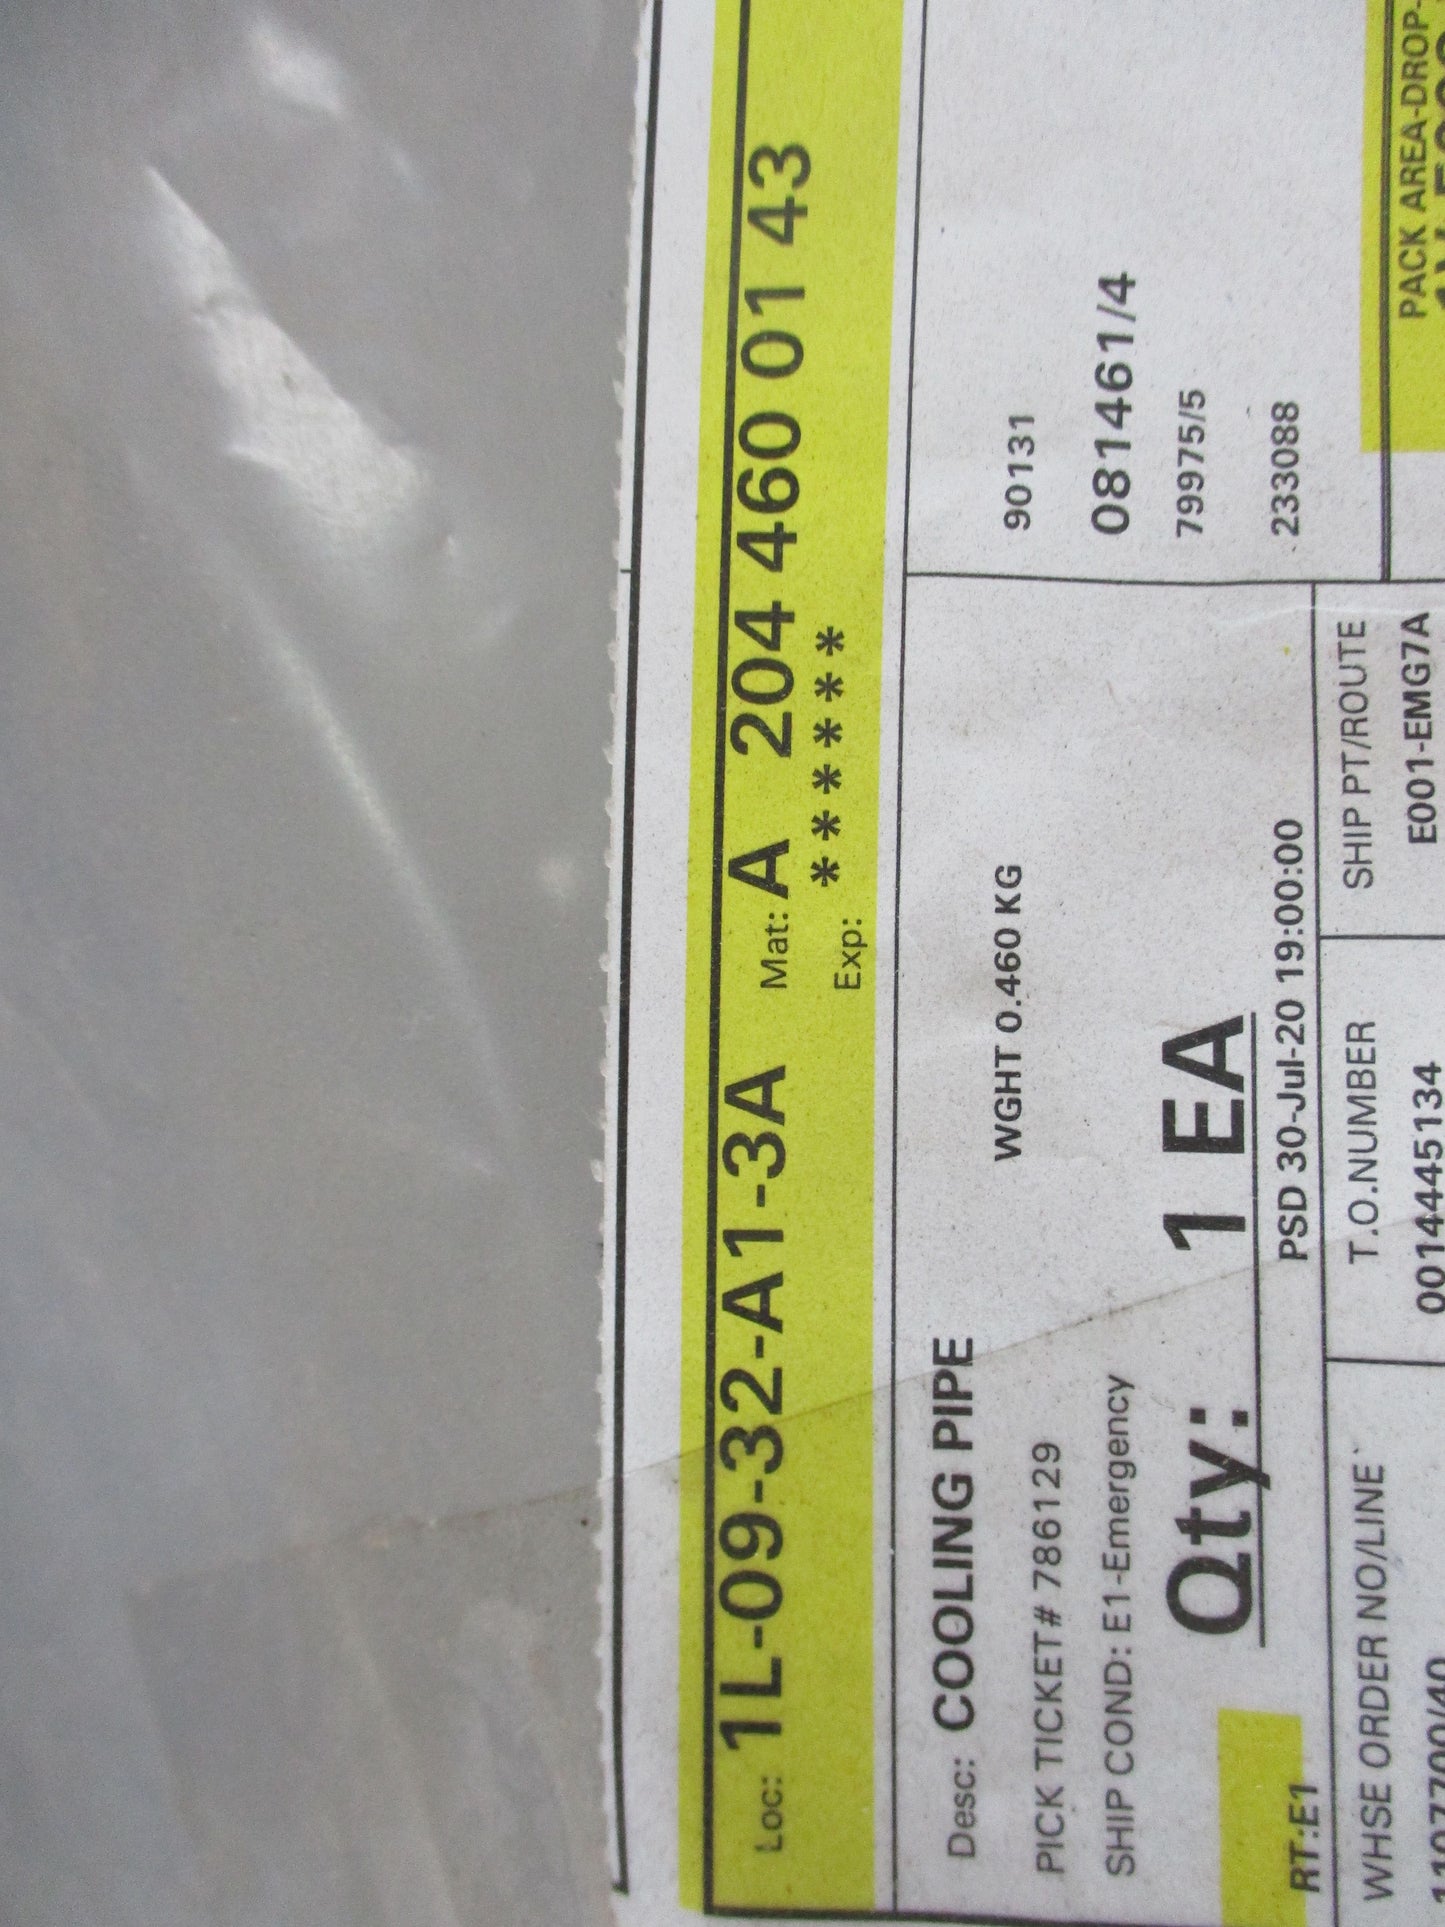 Loc: 1L-09-32-A1-3A Mat: A 204 460 01 43
Exp: ******
Desc: COOLING PIPE
WGHT 0.460 KG
90131
PICK TICKET# 786129
SHIP COND: E1-Emergency
081461/4
79975/5
Qty: 1 EA
233088
RT:E1
PSD 30-Jul-20 19:00:00
WHSE ORDER NO/LINE
T.O.NUMBER
SHIP PT/ROUTE
PACK AREA-DROP-
0014445134
E001-EMG7A